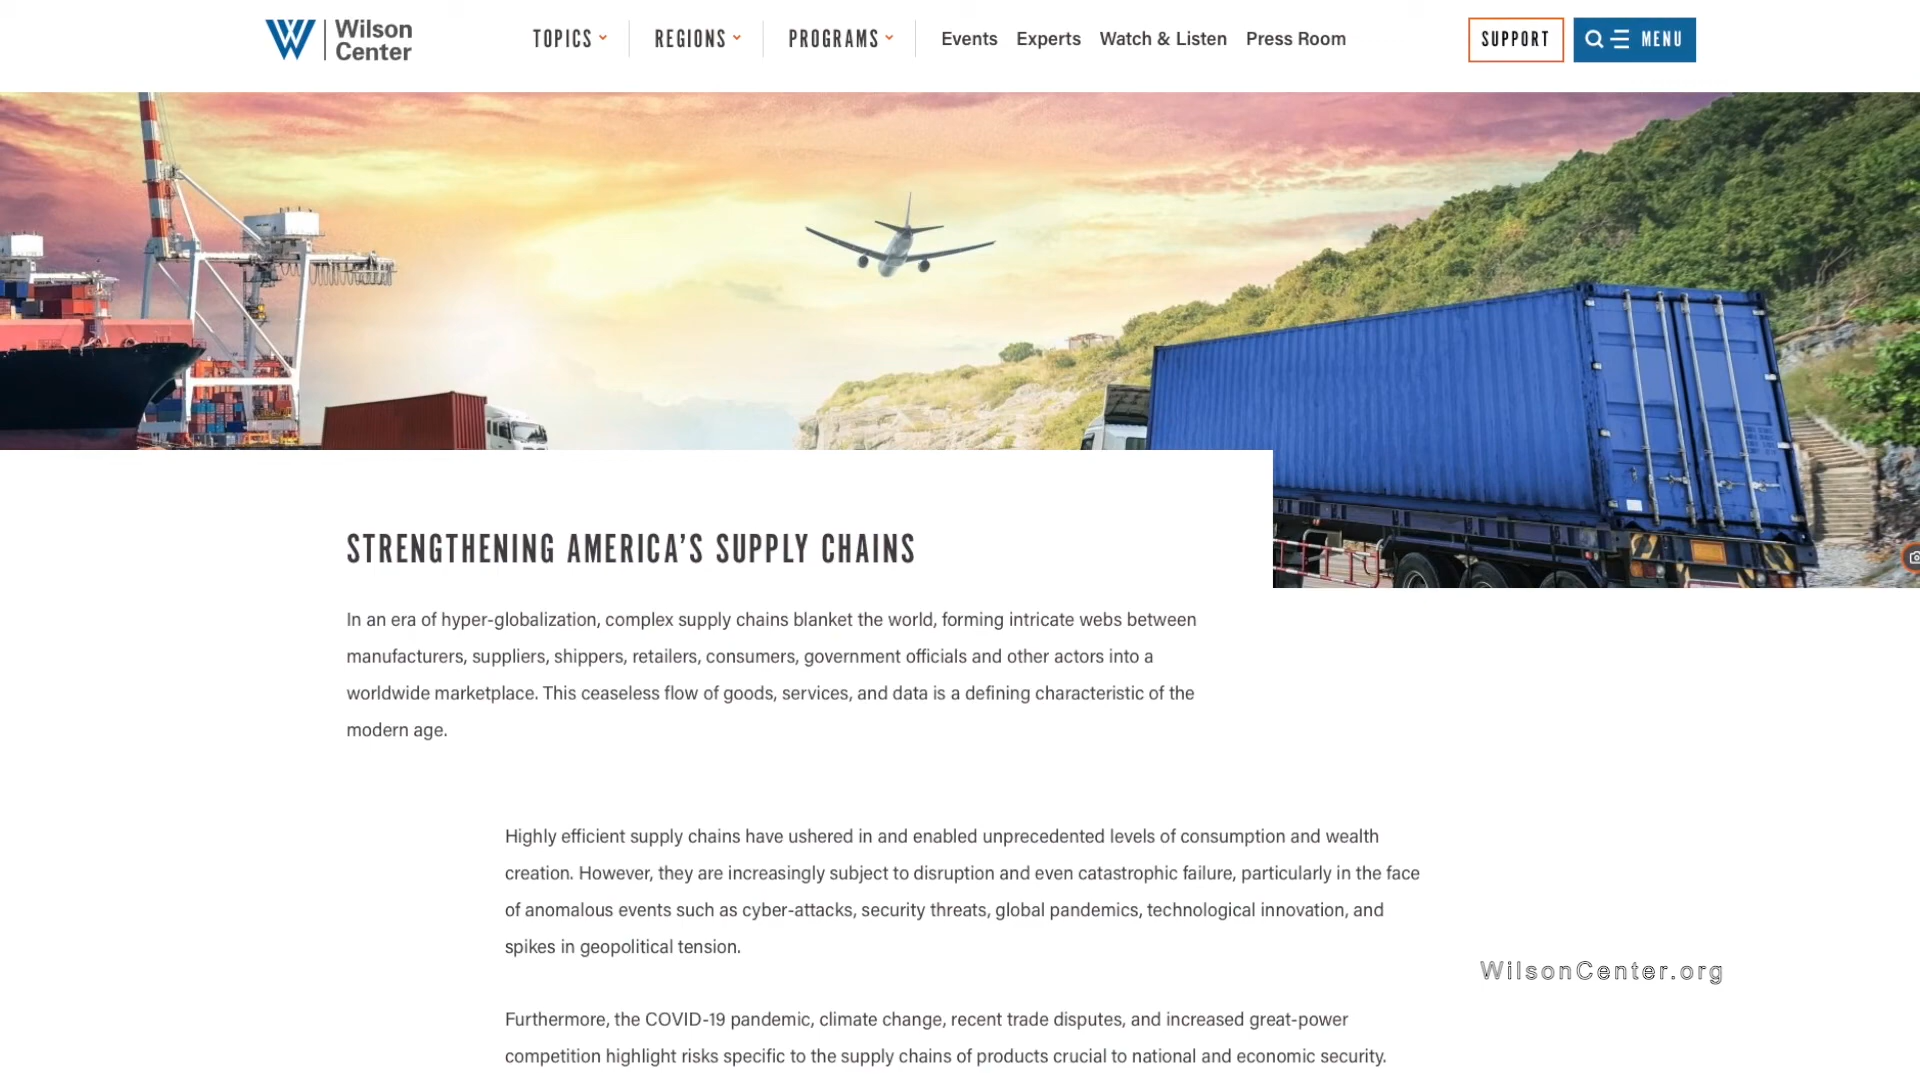 Wilson
Center
TOPICS
REGIONS
PROGRAMS
Events
Experts
Watch & Listen
Press Room
SUPPORT
MENU
STRENGTHENING AMERICA’S SUPPLY CHAINS
In an era of hyper-globalization, complex supply chains blanket the world, forming intricate webs between
manufacturers, suppliers, shippers, retailers, consumers, government officials and other actors into a
worldwide marketplace. This ceaseless flow of goods, services, and data is a defining characteristic of the
modern age.
Highly efficient supply chains have ushered in and enabled unprecedented levels of consumption and wealth
creation. However, they are increasingly subject to disruption and even catastrophic failure, particularly in the face
of anomalous events such as cyber-attacks, security threats, global pandemics, technological innovation, and
spikes in geopolitical tension.
WilsonCenter.org
Furthermore, the COVID-19 pandemic, climate change, recent trade disputes, and increased great-power
competition highlight risks specific to the supply chains of products crucial to national and economic security.